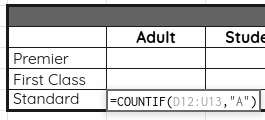 Adult Stude
Premier
First Class
Standard =COUNTIF(D12:U13,"A")